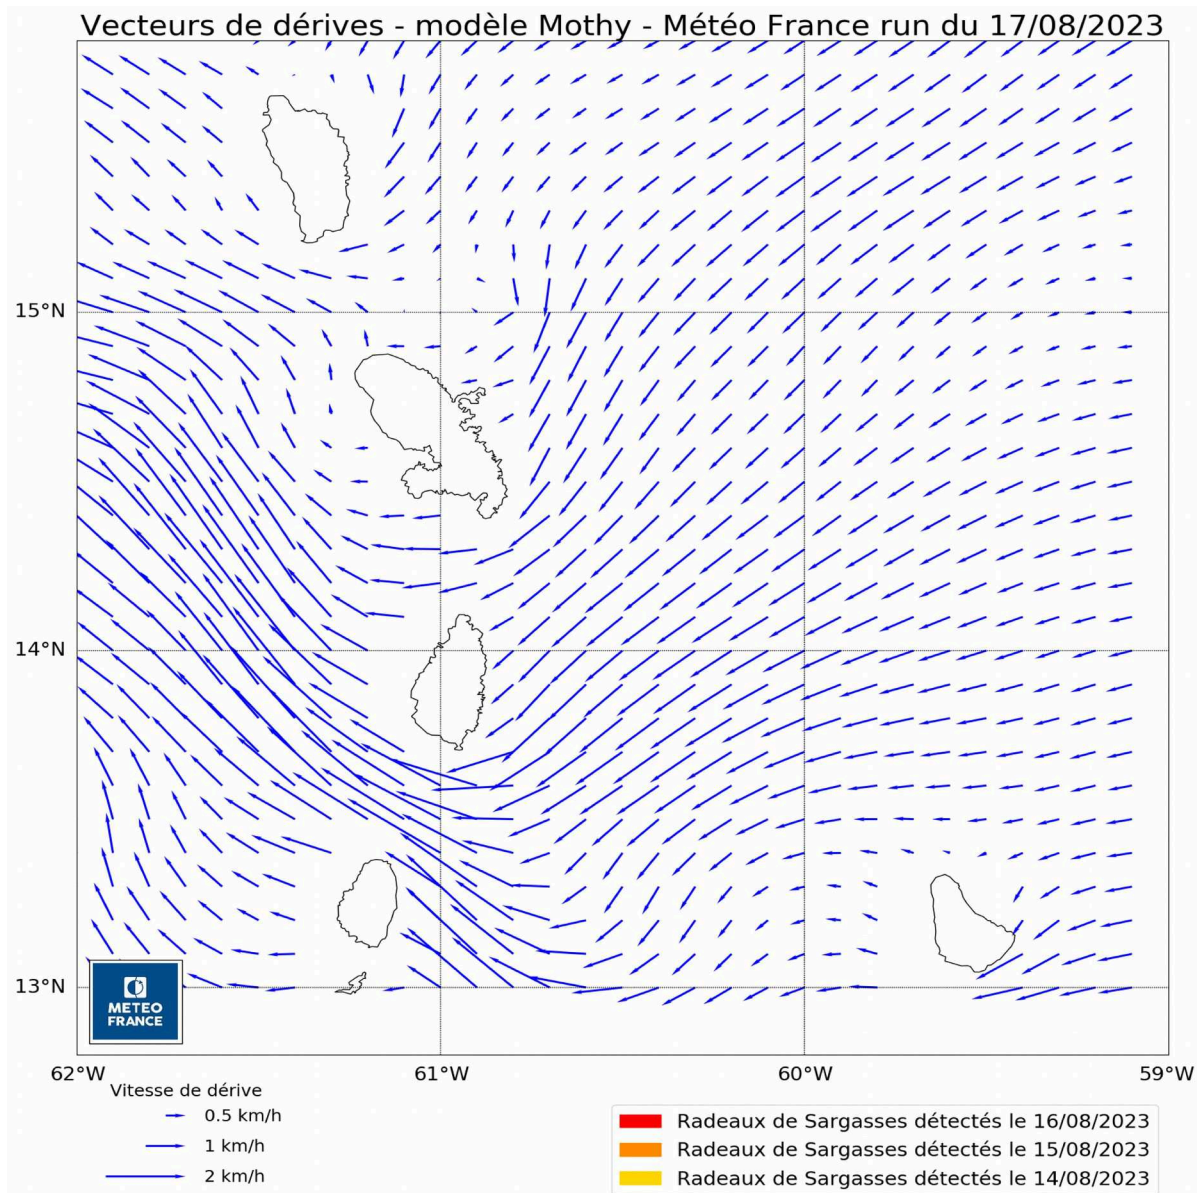 Vecteurs de dérives - modèle Mothy - Météo France run du 17/08/2023
15°N
14°N
13°N
METEO
FRANCE
62°W
61°W
60°W
59°W
Vitesse de dérive
0.5 km/h
1 km/h
2 km/h
Radeaux de Sargasses détectés le 16/08/2023
Radeaux de Sargasses détectés le 15/08/2023
Radeaux de Sargasses détectés le 14/08/2023